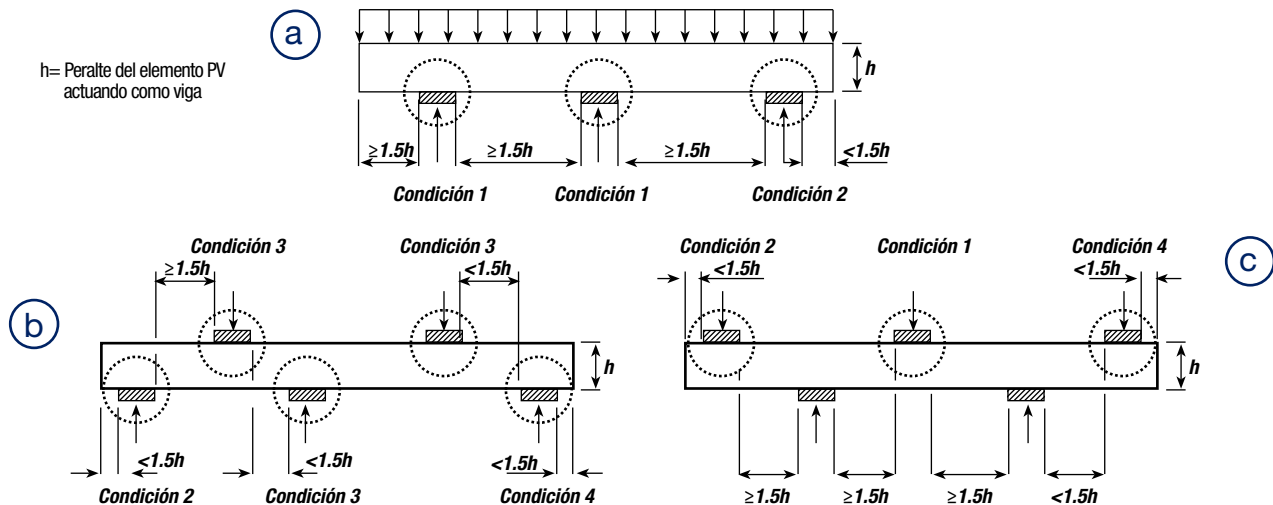 a
h= Peralte del elemento PV
actuando como viga
h
≥1.5h ≥1.5h ≥1.5h <1.5h
Condición 1 Condición 1 Condición 2
b
Condición 3 Condición 3
≥1.5h <1.5h
h
<1.5h <1.5h <1.5h
Condición 2 Condición 3 Condición 4
c
Condición 2 Condición 1 Condición 4
<1.5h <1.5h
h
≥1.5h ≥1.5h ≥1.5h <1.5h